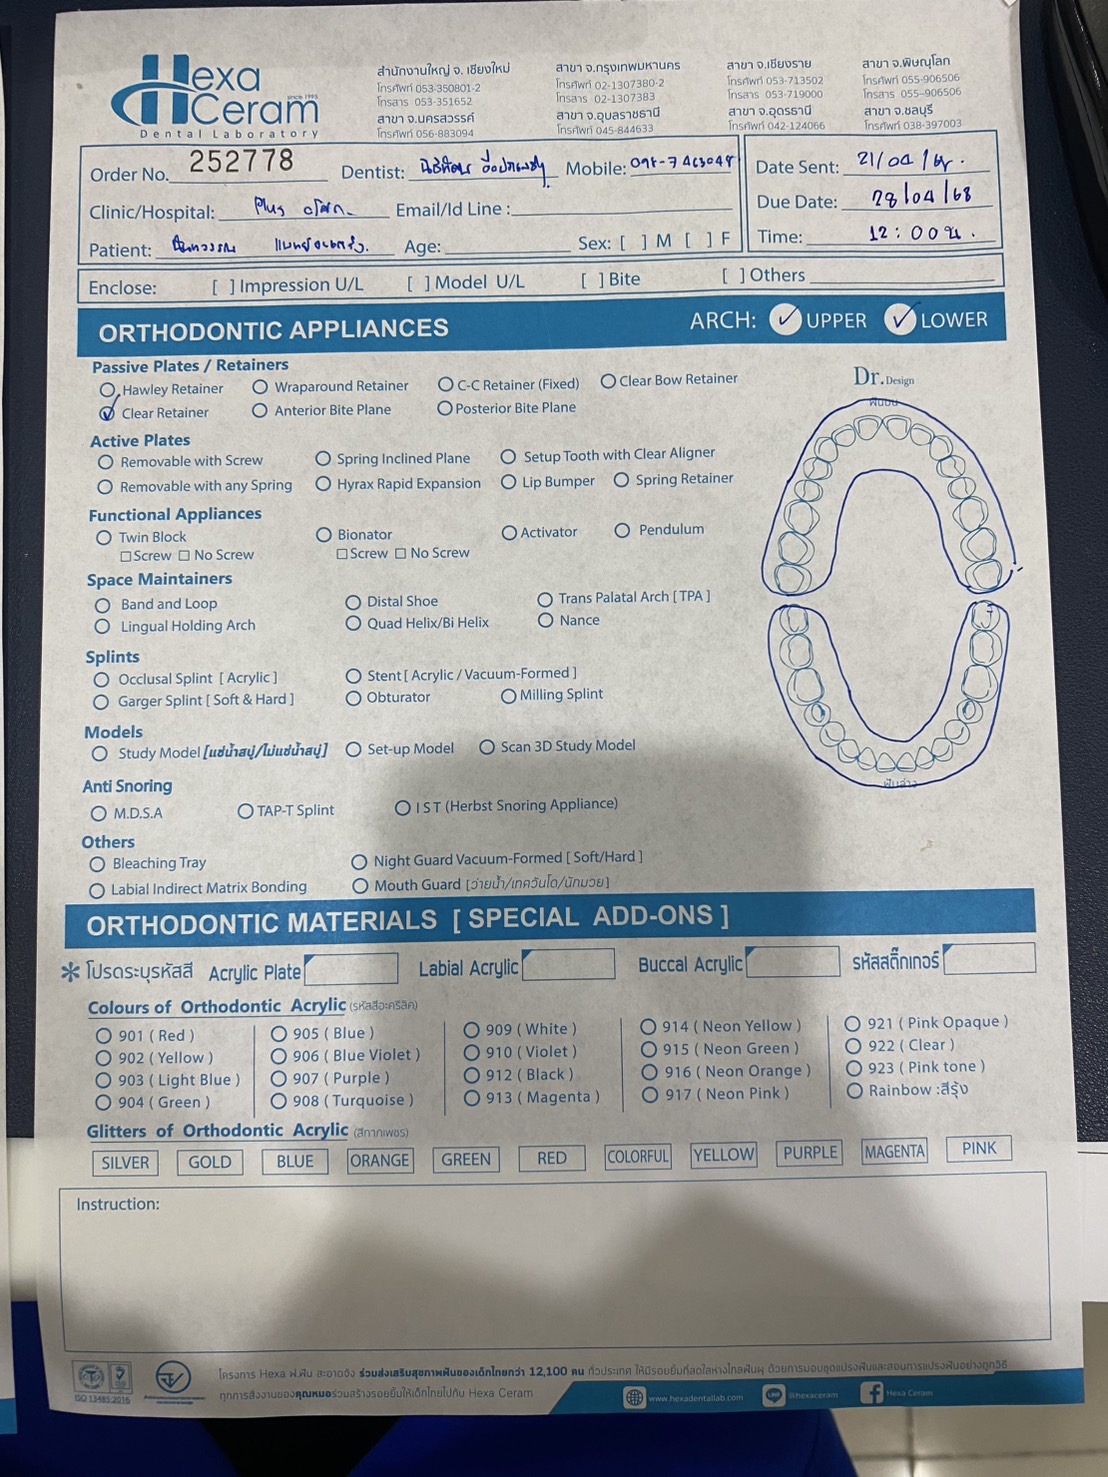 Hexa Ceram
since 1995
Dental Laboratory
สำนักงานใหญ่ จ. เชียงใหม่
โทรศัพท์ 053-350801-2
โทรสาร 053-351652
สาขา จ.นครสวรรค์
โทรศัพท์ 056-883094
สาขา จ.กรุงเทพมหานคร
โทรศัพท์ 02-1307380-2
โทรสาร 02-1307383
สาขา จ.อุบลราชธานี
โทรศัพท์ 045-844633
สาขา จ.เชียงราย
โทรศัพท์ 053-713502
โทรสาร 053-719000
สาขา จ.อุดรธานี
โทรศัพท์ 042-124066
สาขา จ.พิษณุโลก
โทรศัพท์ 055-906506
โทรสาร 055-906506
สาขา จ.ชลบุรี
โทรศัพท์ 038-397003
Order No. 252778 Dentist: Mobile:
Clinic/Hospital: Plus Email/Id Line :
Patient: Age: Sex: [ ] M [ ] F
Date Sent: 21/04/68.
Due Date: 28/04/68
Time: 12:00 น.
Enclose: [ ] Impression U/L [ ] Model U/L [ ] Bite [ ] Others
ORTHODONTIC APPLIANCES ARCH: ✓ UPPER ✓ LOWER
Passive Plates / Retainers
Hawley Retainer Wraparound Retainer C-C Retainer (Fixed) Clear Bow Retainer
✓ Clear Retainer Anterior Bite Plane Posterior Bite Plane
Dr. Design
ฟันบน
Active Plates
Removable with Screw Spring Inclined Plane Setup Tooth with Clear Aligner
Removable with any Spring Hyrax Rapid Expansion Lip Bumper Spring Retainer
Functional Appliances
Twin Block Bionator Activator Pendulum
Screw No Screw Screw No Screw
Space Maintainers
Band and Loop Distal Shoe Trans Palatal Arch [ TPA ]
Lingual Holding Arch Quad Helix/Bi Helix Nance
Splints
Occlusal Splint [ Acrylic ] Stent [ Acrylic / Vacuum-Formed ]
Garger Splint [ Soft & Hard ] Obturator Milling Splint
Models
Study Model [แช่น้ำสบู่/ไม่แช่น้ำสบู่] Set-up Model Scan 3D Study Model
ฟันล่าง
Anti Snoring
M.D.S.A TAP-T Splint I S T (Herbst Snoring Appliance)
Others
Bleaching Tray Night Guard Vacuum-Formed [ Soft/Hard ]
Labial Indirect Matrix Bonding Mouth Guard [ว่ายน้ำ/เทควันโด/นักมวย]
ORTHODONTIC MATERIALS [ SPECIAL ADD-ONS ]
* โปรดระบุรหัสสี Acrylic Plate Labial Acrylic Buccal Acrylic รหัสสติ๊กเกอร์
Colours of Orthodontic Acrylic (รหัสสีอะคริลิค)
901 ( Red ) 905 ( Blue ) 909 ( White ) 914 ( Neon Yellow ) 921 ( Pink Opaque )
902 ( Yellow ) 906 ( Blue Violet ) 910 ( Violet ) 915 ( Neon Green ) 922 ( Clear )
903 ( Light Blue ) 907 ( Purple ) 912 ( Black ) 916 ( Neon Orange ) 923 ( Pink tone )
904 ( Green ) 908 ( Turquoise ) 913 ( Magenta ) 917 ( Neon Pink ) Rainbow :สีรุ้ง
Glitters of Orthodontic Acrylic (สีกากเพชร)
SILVER GOLD BLUE ORANGE GREEN RED COLORFUL YELLOW PURPLE MAGENTA PINK
Instruction:
โครงการ Hexa ฟ.ฟัน สะอาดจัง ร่วมส่งเสริมสุขภาพฟันของเด็กไทยกว่า 12,100 คน ทั่วประเทศ ให้มีรอยยิ้มที่สดใสห่างไกลฟันผุ ด้วยการมอบชุดแปรงฟันและสอนการแปรงฟันอย่างถูกวิธี
ทุกการสั่งงานของคุณหมอร่วมสร้างรอยยิ้มให้เด็กไทยไปกับ Hexa Ceram
ISO 13485:2016
www.hexadentallab.com @hexaceram Hexa Ceram